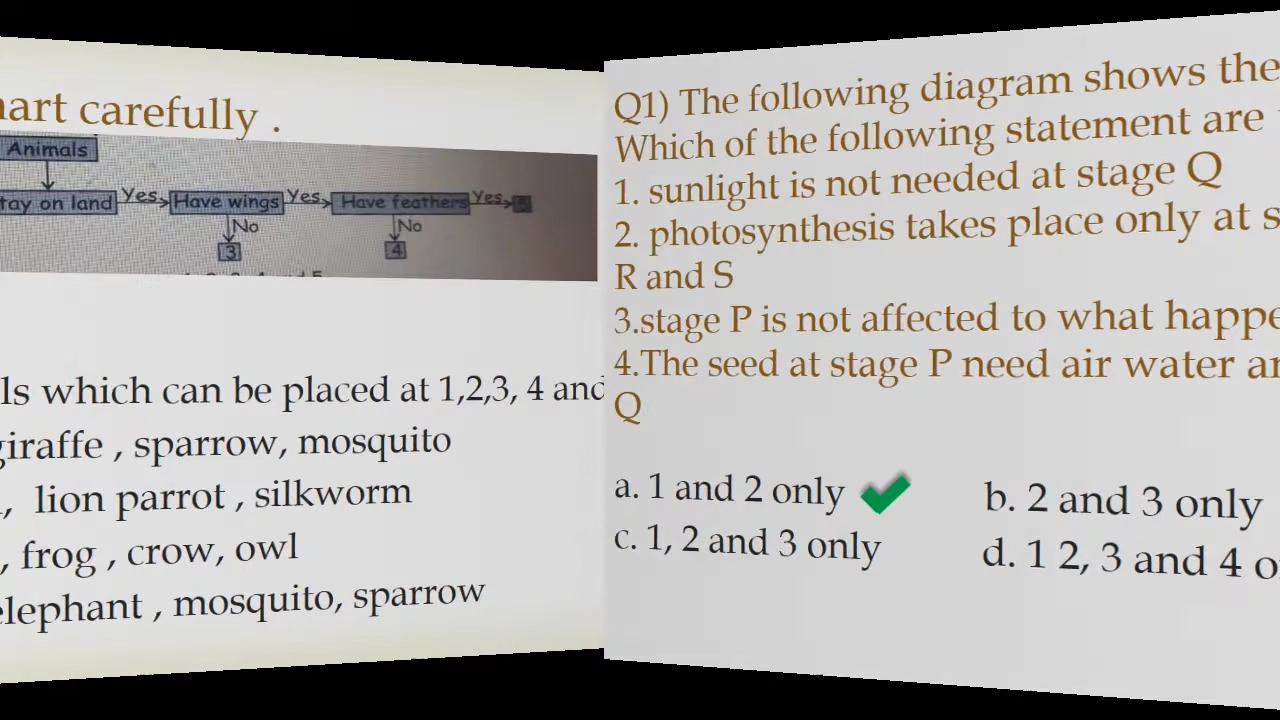 carefully .
Animals
on land Yes Have wings Yes Have feathers Yes
No No
3 4
which can be placed at 1,2,3, 4 and
giraffe , sparrow, mosquito
, lion parrot , silkworm
, frog , crow, owl
elephant , mosquito, sparrow
Q1) The following diagram shows the
Which of the following statement are
1. sunlight is not needed at stage Q
2. photosynthesis takes place only at
R and S
3.stage P is not affected to what
4.The seed at stage P need air water
Q
a. 1 and 2 only
b. 2 and 3 only
c. 1, 2 and 3 only
d. 1 2, 3 and 4